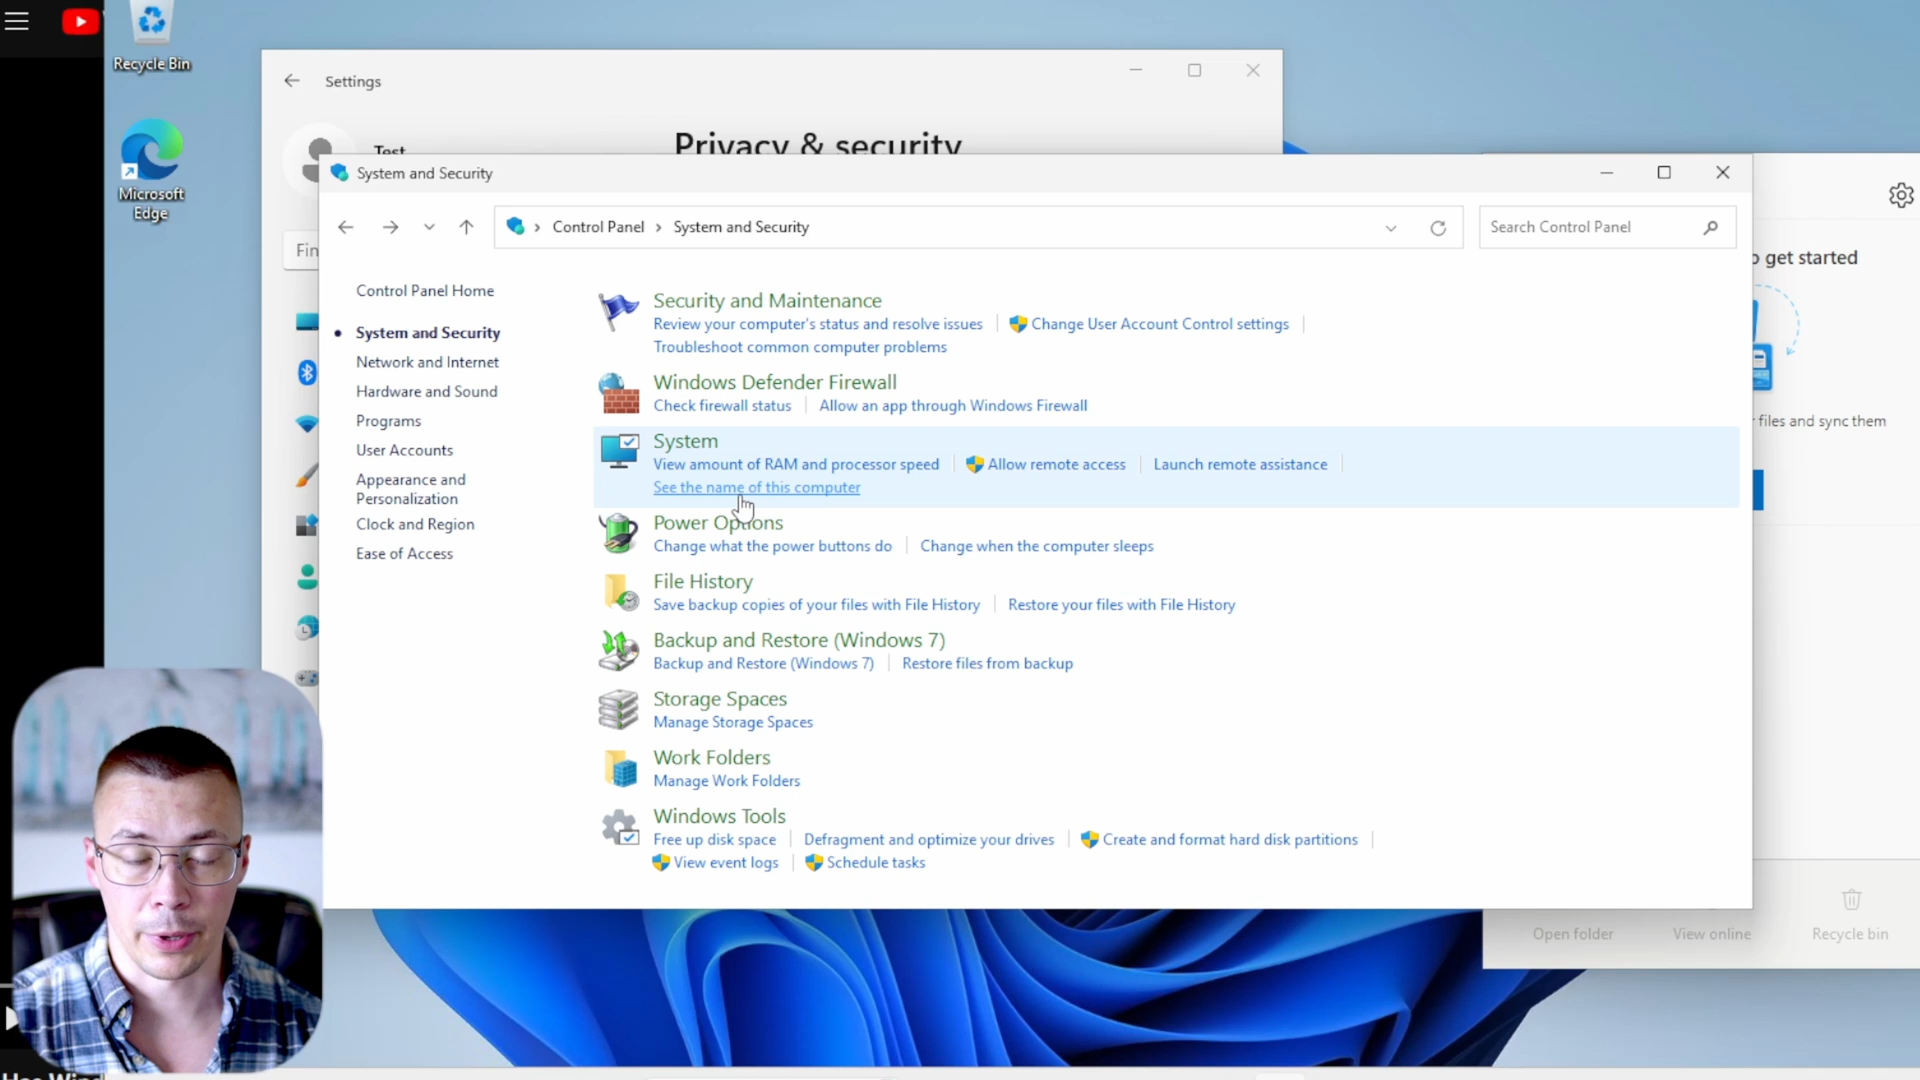 Recycle Bin
Settings
Test
Privacy & security
System and Security
Microsoft
Edge
Control Panel
System and Security
Search Control Panel
Fin
get started
Control Panel Home
System and Security
Network and Internet
Hardware and Sound
Programs
User Accounts
Appearance and
Personalization
Clock and Region
Ease of Access
Security and Maintenance
Review your computer's status and resolve issues
Change User Account Control settings
Troubleshoot common computer problems
Windows Defender Firewall
Check firewall status
Allow an app through Windows Firewall
System
View amount of RAM and processor speed
Allow remote access
Launch remote assistance
See the name of this computer
Power Options
Change what the power buttons do
Change when the computer sleeps
File History
Save backup copies of your files with File History
Restore your files with File History
Backup and Restore (Windows 7)
Backup and Restore (Windows 7)
Restore files from backup
Storage Spaces
Manage Storage Spaces
Work Folders
Manage Work Folders
Windows Tools
Free up disk space
Defragment and optimize your drives
Create and format hard disk partitions
View event logs
Schedule tasks
files and sync them
Open folder
View online
Recycle bin